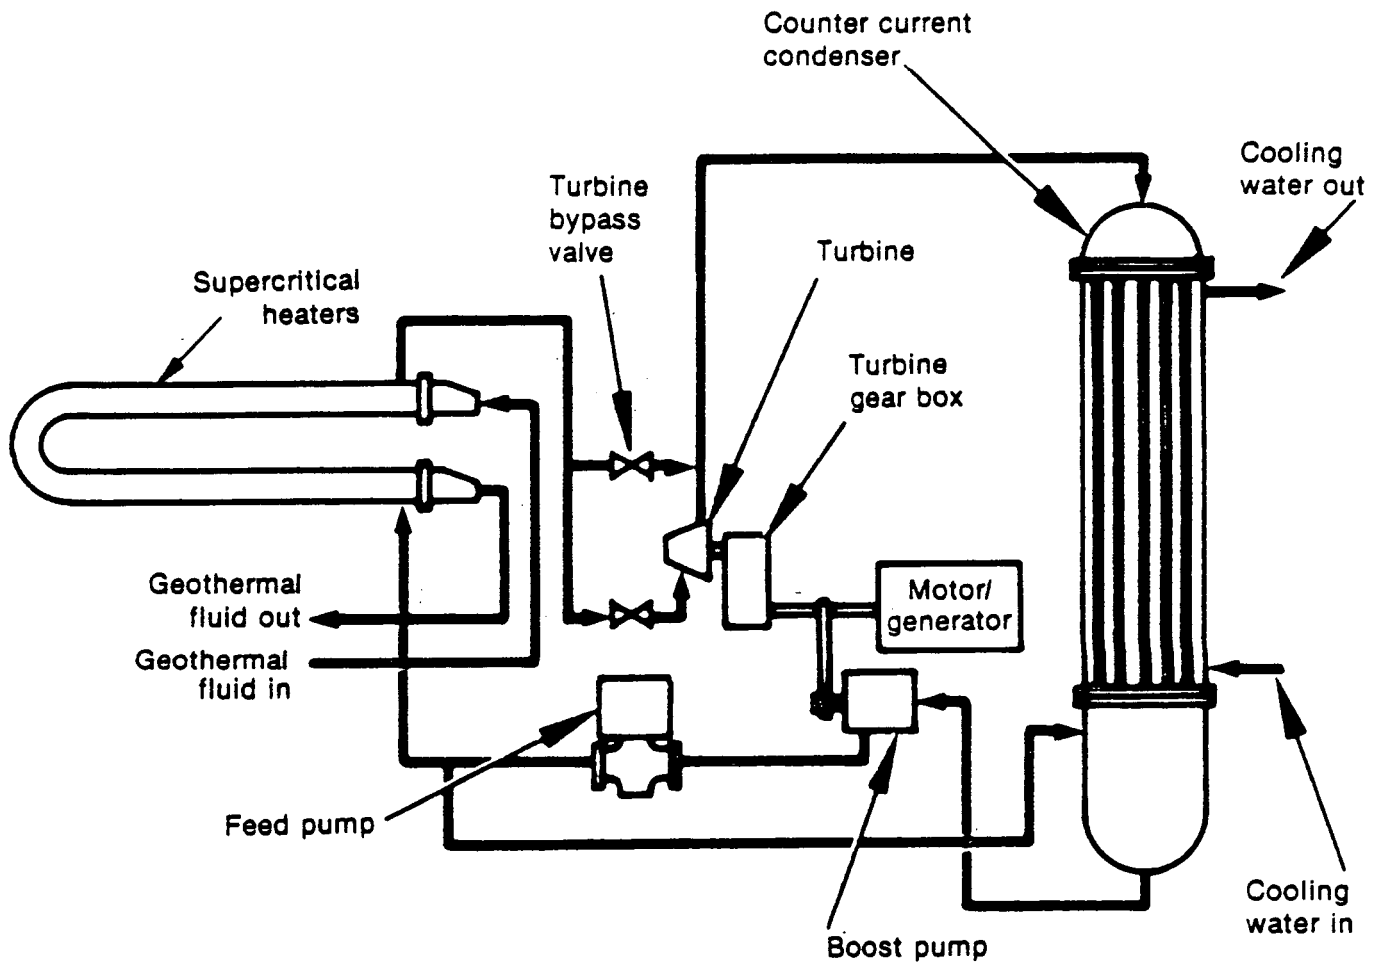 Counter current
condenser
Cooling
water out
Turbine
bypass
valve
Turbine
Supercritical
heaters
Turbine
gear box
Geothermal
fluid out
Motor/
generator
Geothermal
fluid in
Feed pump
Boost pump
Cooling
water in